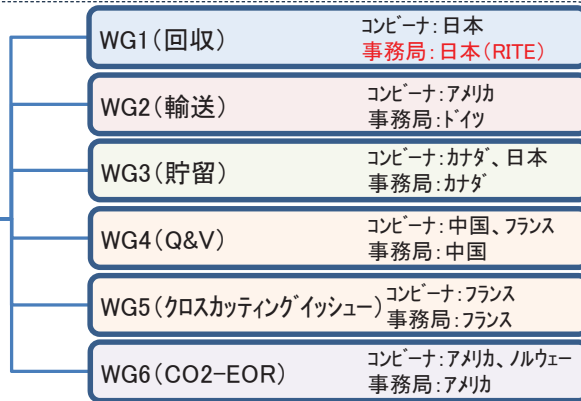 WG1(回収)
コンビーナ:日本
事務局:日本(RITE)
WG2(輸送)
コンビーナ:アメリカ
事務局:ドイツ
WG3(貯留)
コンビーナ:カナダ、日本
事務局:カナダ
WG4(Q&V)
コンビーナ:中国、フランス
事務局:中国
WG5(クロスカッティングイッシュー)
コンビーナ:フランス
事務局:フランス
WG6(CO2-EOR)
コンビーナ:アメリカ、ノルウェー
事務局:アメリカ